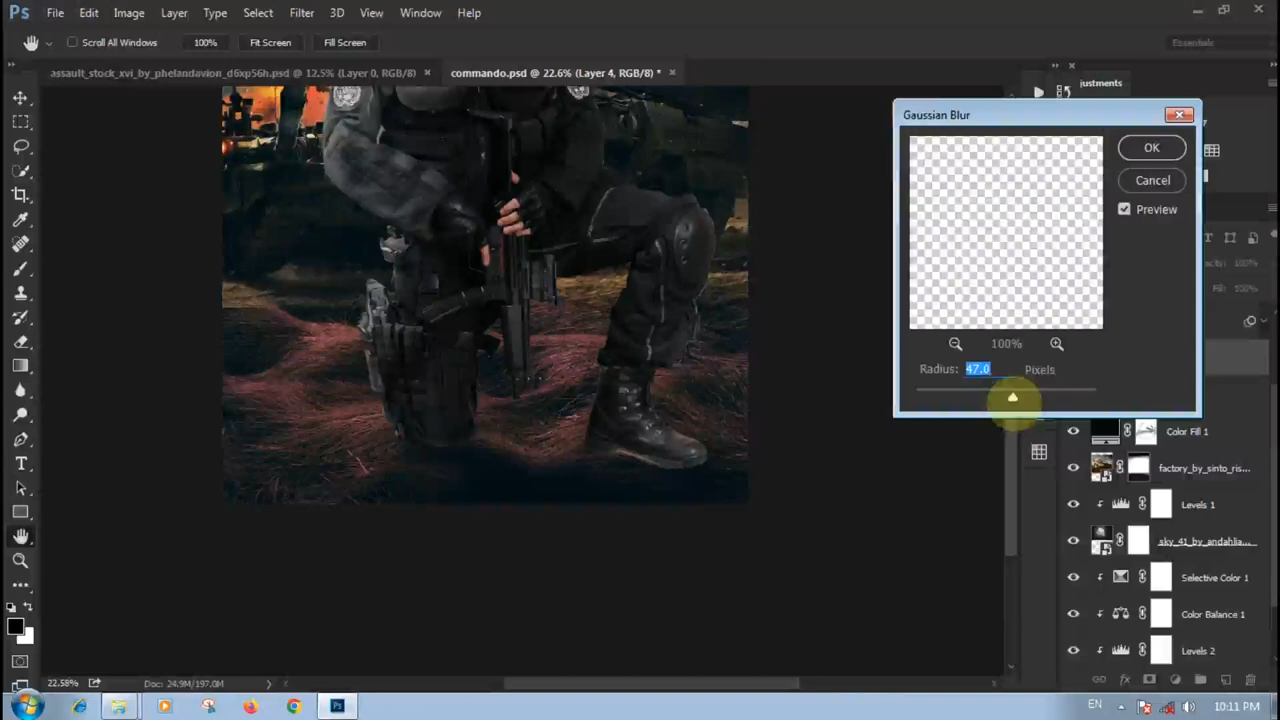 Ps File Edit Image Layer Type Select Filter 3D View Window Help
Scroll All Windows 100% Fit Screen Fill Screen Essentials
assault_stock_xvi_by_phelandavion_d6xp56h.psd @ 12.5% (Layer 0, RGB/8) × commando.psd @ 22.6% (Layer 4, RGB/8) * ×
justments
Gaussian Blur
OK
Cancel
Preview
100%
Radius: 47.0 Pixels
Color Fill 1
factory_by_sinto_ris...
Levels 1
sky_41_by_andahlia...
Selective Color 1
Color Balance 1
Levels 2
22.58% Doc: 24.9M/197.0M
EN 10:11 PM